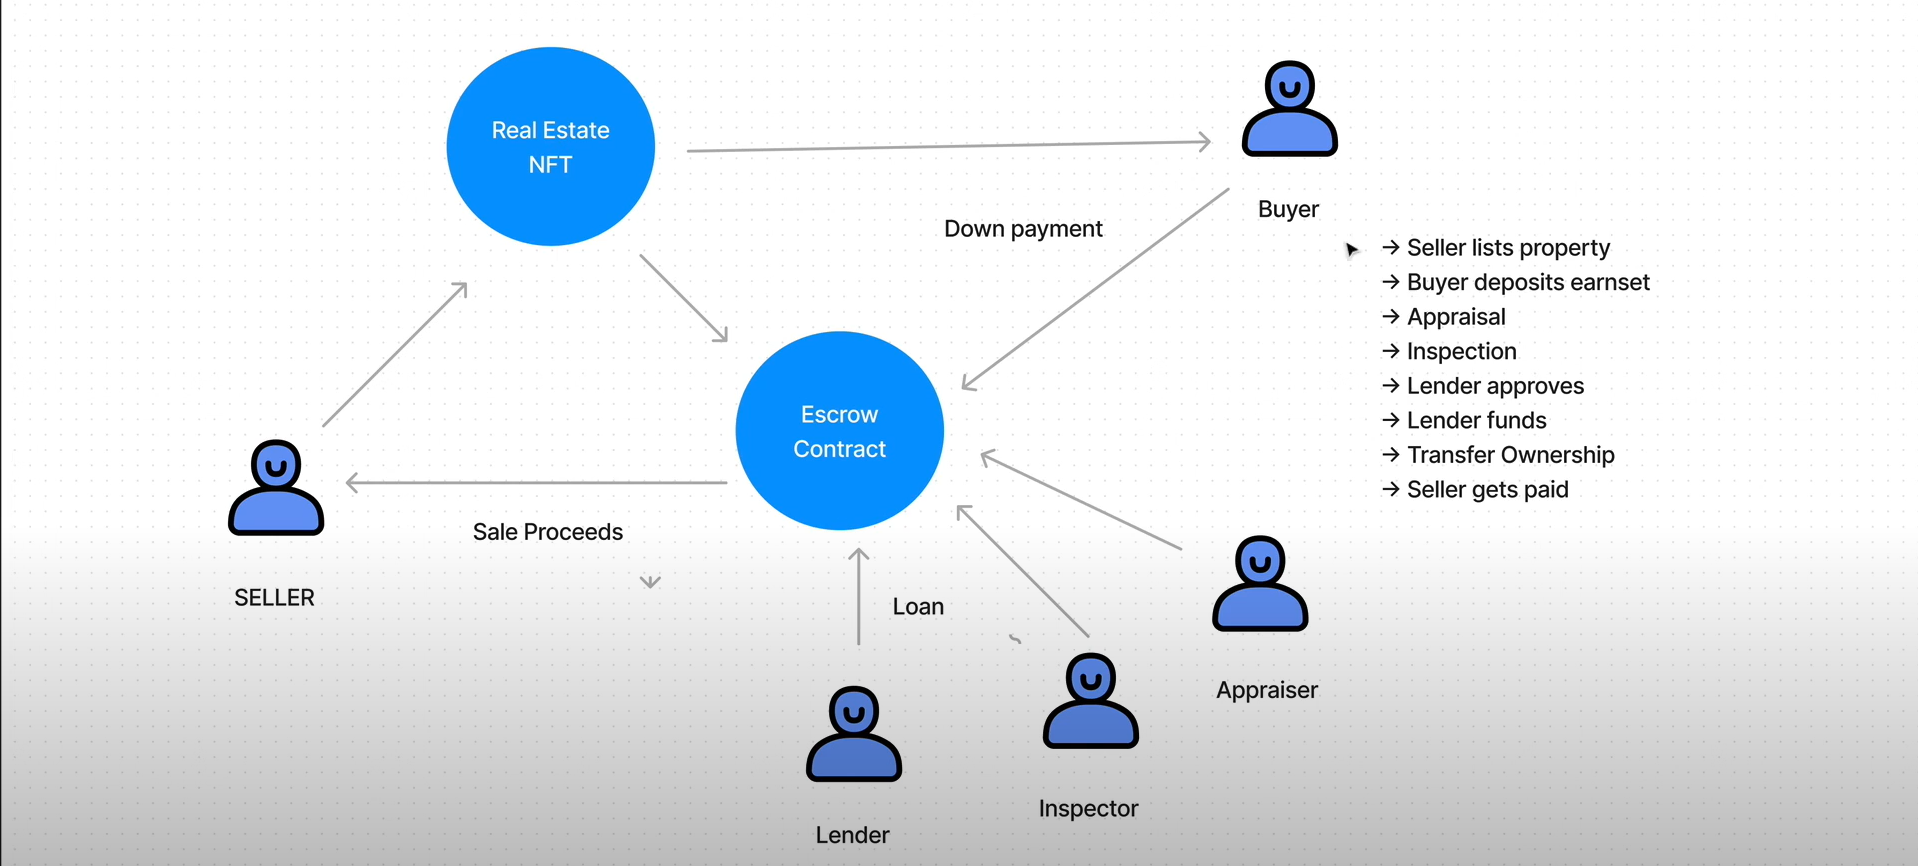 Real Estate
NFT
Buyer
Down payment
→ Seller lists property
→ Buyer deposits earnset
→ Appraisal
→ Inspection
→ Lender approves
→ Lender funds
→ Transfer Ownership
→ Seller gets paid
Escrow
Contract
Sale Proceeds
SELLER
Loan
Appraiser
Inspector
Lender